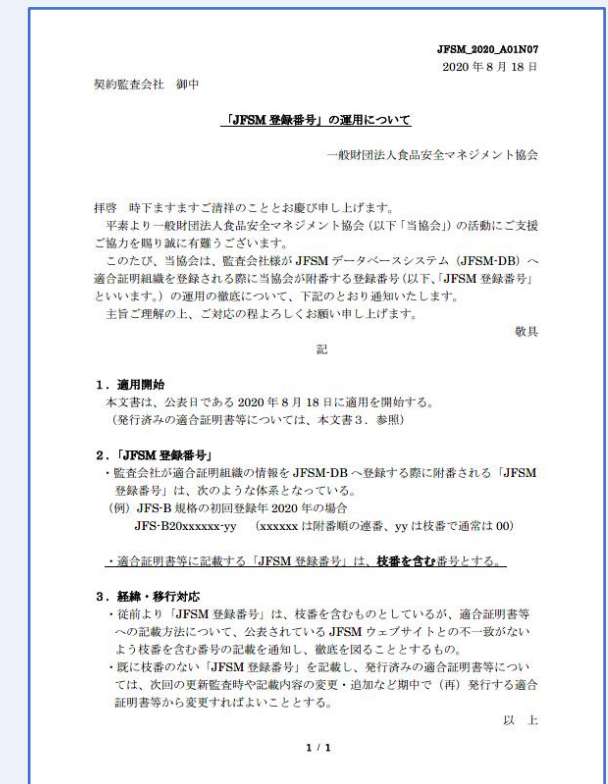 JFSM_2020_A01N07
2020 年 8 月 18 日
契約監査会社　御中
「JFSM 登録番号」の運用について
一般財団法人食品安全マネジメント協会
拝啓　時下ますますご清祥のこととお慶び申し上げます。
平素より一般財団法人食品安全マネジメント協会（以下「当協会」）の活動にご支援
ご協力を賜り誠に有難うございます。
このたび、当協会は、監査会社様が JFSM データベースシステム（JFSM-DB）へ
適合証明組織を登録される際に当協会が附番する登録番号（以下、「JFSM 登録番号」
といいます。）の運用の徹底について、下記のとおり通知いたします。
主旨ご理解の上、ご対応の程よろしくお願い申し上げます。
敬具
記
１．適用開始
本文書は、公表日である 2020 年 8 月 18 日に適用を開始する。
（発行済みの適合証明書等については、本文書３．参照）
２．「JFSM 登録番号」
・監査会社が適合証明組織の情報を JFSM-DB へ登録する際に附番される「JFSM
登録番号」は、次のような体系となっている。
（例）JFS-B 規格の初回登録年 2020 年の場合
JFS-B20xxxxxx-yy　（xxxxxx は附番順の連番、yy は枝番で通常は 00）
・適合証明書等に記載する「JFSM 登録番号」は、枝番を含む番号とする。
３．経緯・移行対応
・従前より「JFSM 登録番号」は、枝番を含むものとしているが、適合証明書等
への記載方法について、公表されている JFSM ウェブサイトとの不一致がない
よう枝番を含む番号の記載を通知し、徹底を図ることとするもの。
・既に枝番のない「JFSM 登録番号」を記載し、発行済みの適合証明書等につい
ては、次回の更新監査時や記載内容の変更・追加など期中で（再）発行する適合
証明書等から変更すればよいこととする。
以　上
1 / 1